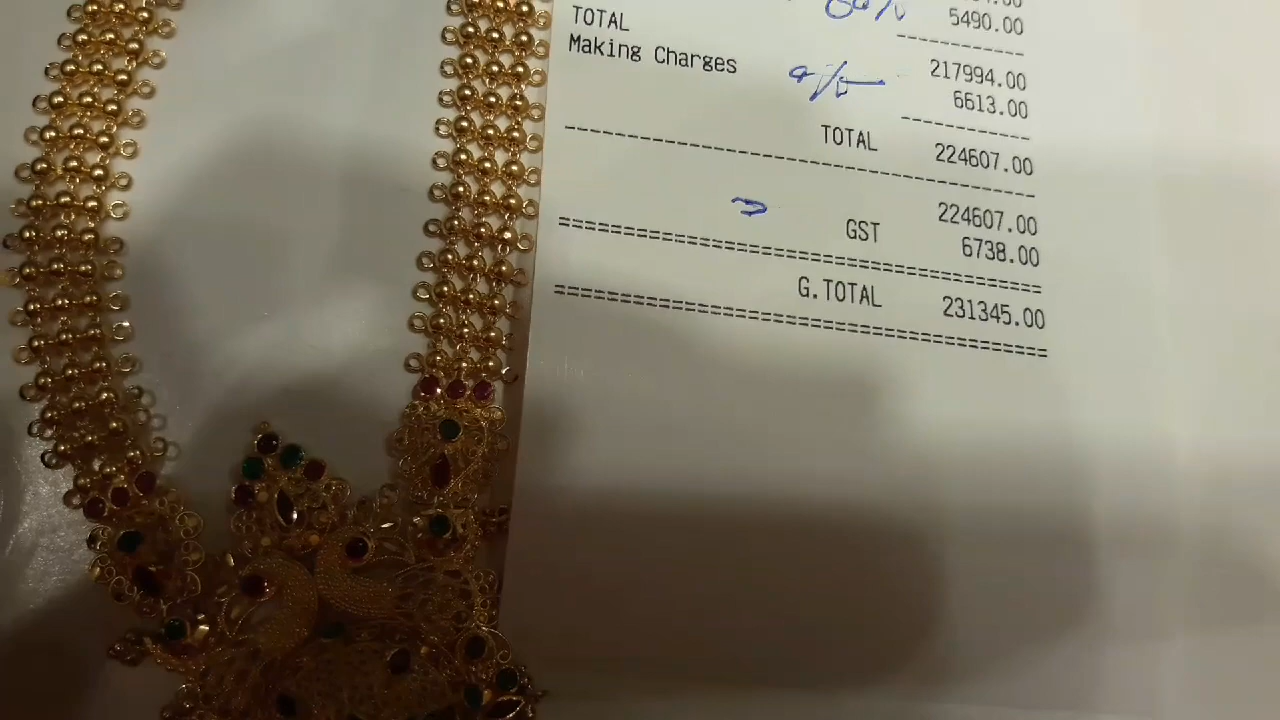 5490.00
TOTAL 217994.00
Making Charges 6613.00
TOTAL 224607.00
224607.00
GST 6738.00
G.TOTAL 231345.00